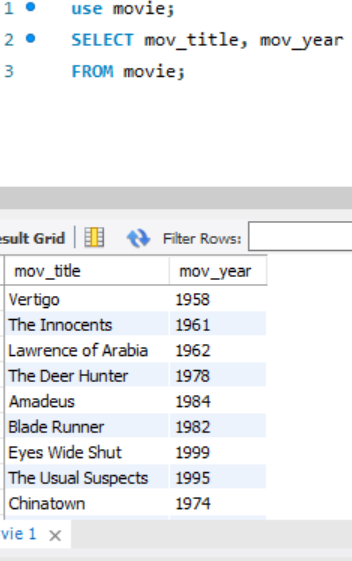 1 use movie;
2 SELECT mov_title, mov_year
3 FROM movie;
esult Grid Filter Rows:
mov_title mov_year
Vertigo 1958
The Innocents 1961
Lawrence of Arabia 1962
The Deer Hunter 1978
Amadeus 1984
Blade Runner 1982
Eyes Wide Shut 1999
The Usual Suspects 1995
Chinatown 1974
vie 1 ×